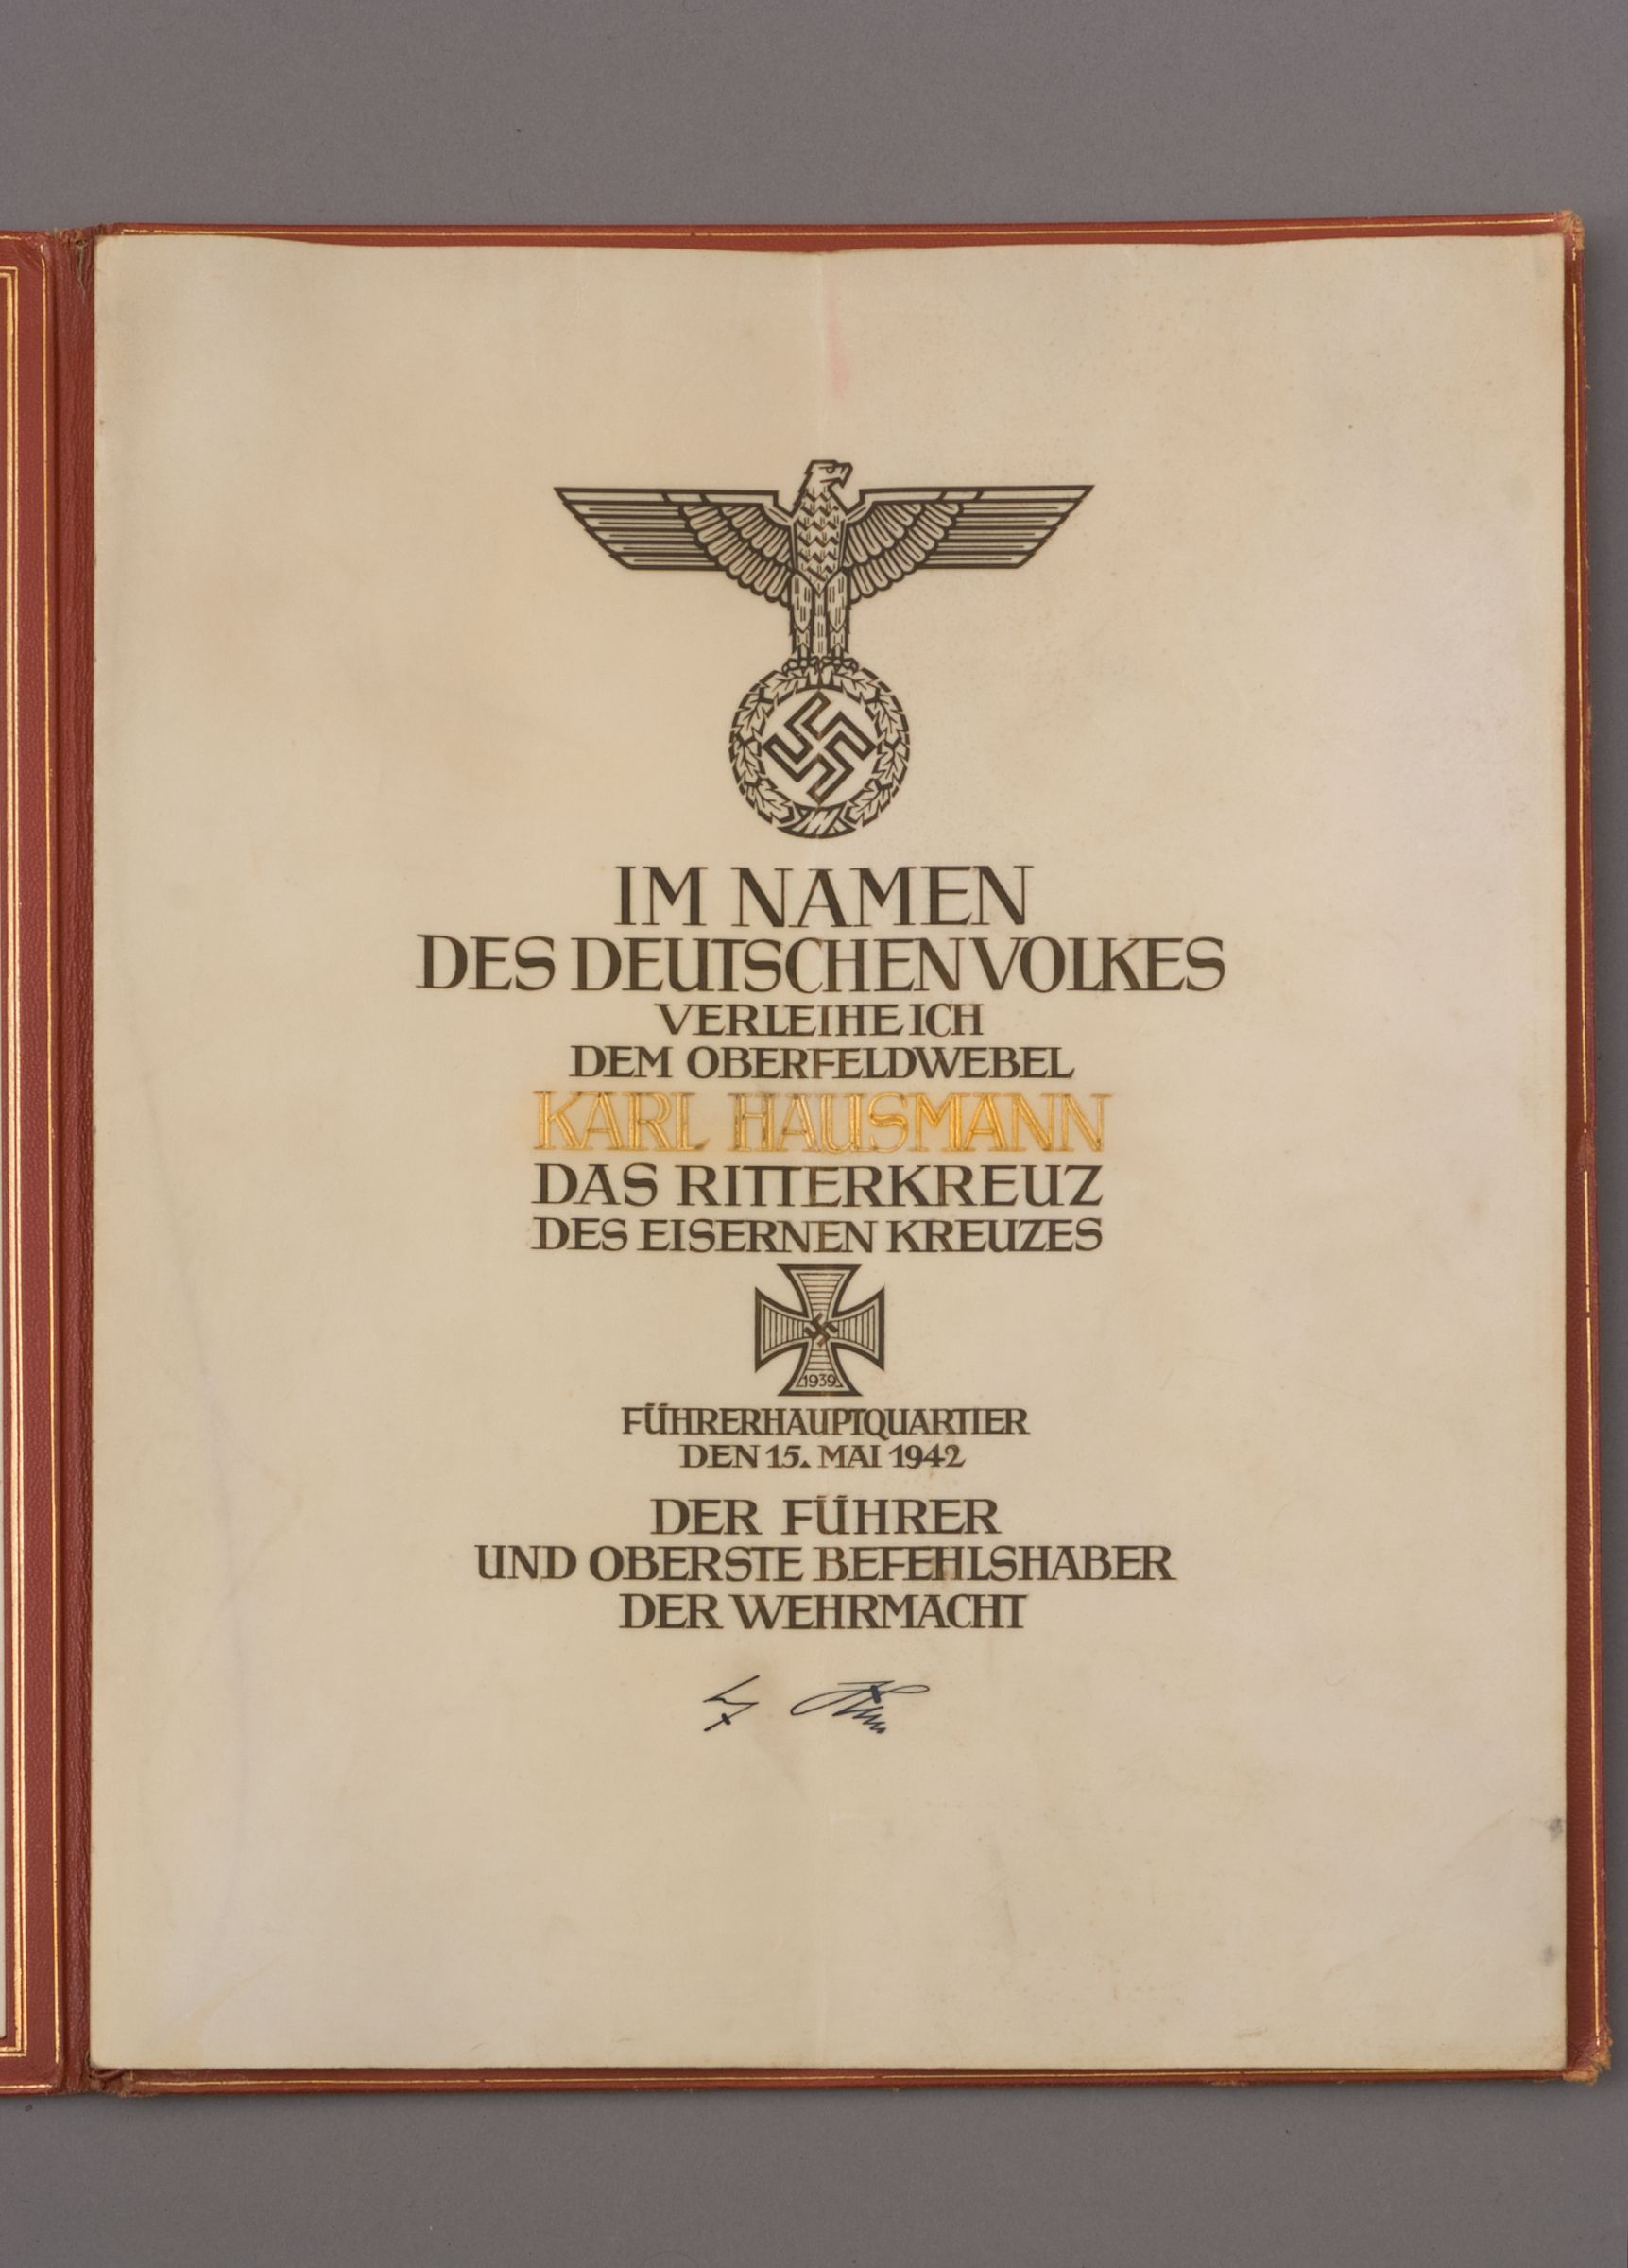 IM NAMEN
DES DEUTSCHEN VOLKES
VERLEIHE ICH
DEM OBERFELDWEBEL
KARL HAUSMANN
DAS RITTERKREUZ
DES EISERNEN KREUZES
1939
FÜHRERHAUPTQUARTIER
DEN 15. MAI 1942
DER FÜHRER
UND OBERSTE BEFEHLSHABER
DER WEHRMACHT